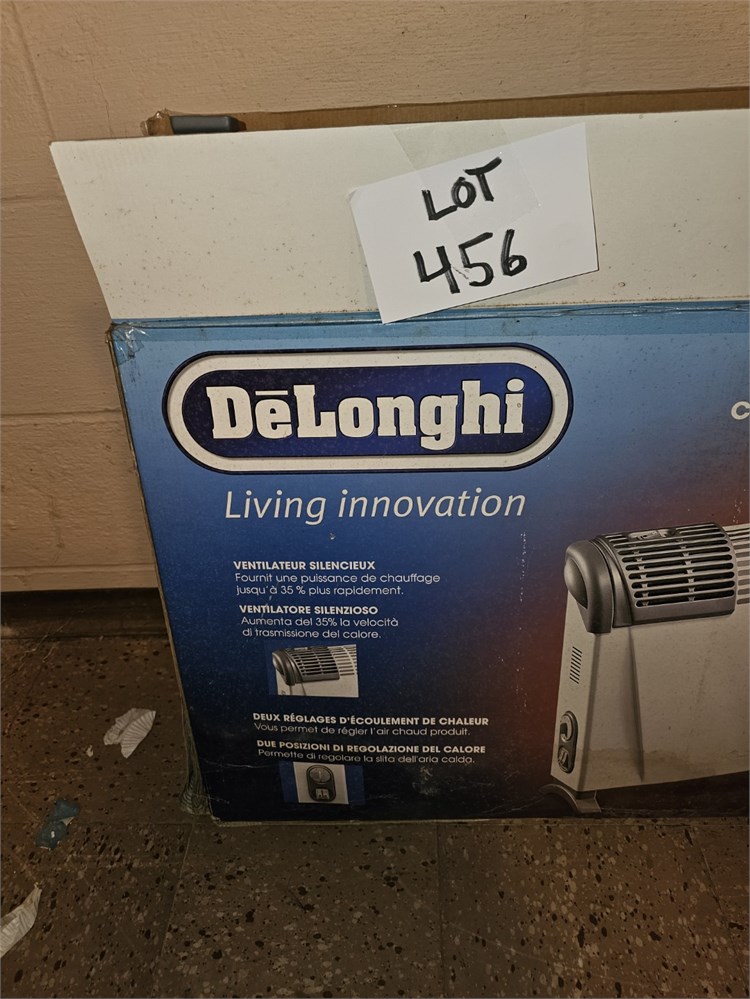 LOT
456
DēLonghi
Living innovation
C
VENTILATEUR SILENCIEUX
Fournit une puissance de chauffage
jusqu'à 35 % plus rapidement.
VENTILATORE SILENZIOSO
Aumenta del 35% la velocità
di trasmissione del calore.
DEUX RÉGLAGES D'ÉCOULEMENT DE CHALEUR
Vous permet de régler l'air chaud produit.
DUE POSIZIONI DI REGOLAZIONE DEL CALORE
Permette di regolare la slita dell'aria calda.